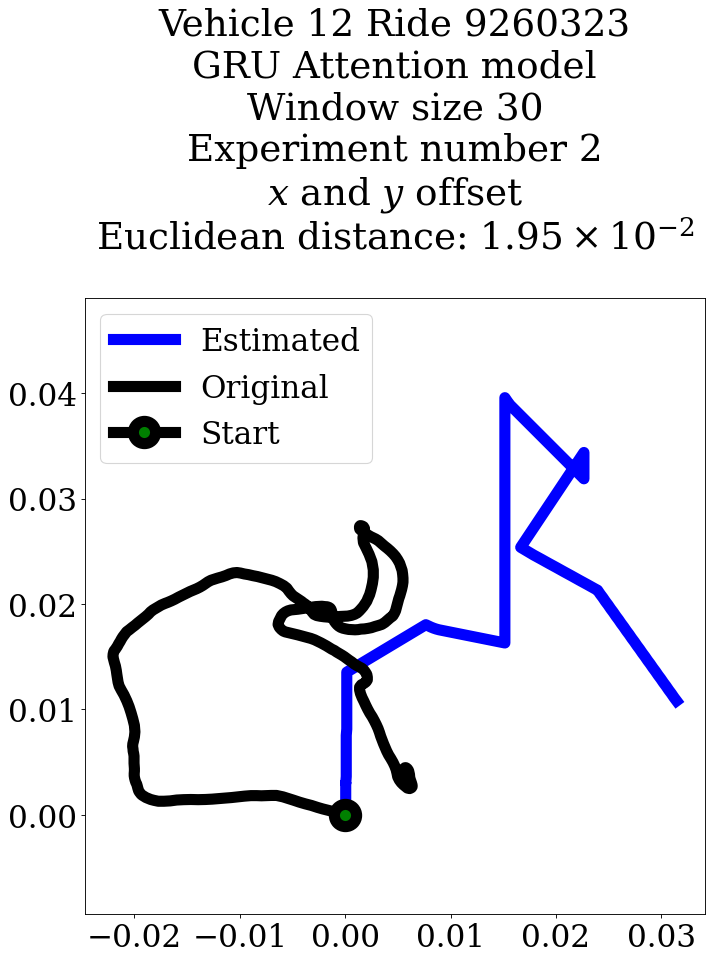 Vehicle 12 Ride 9260323
GRU Attention model
Window size 30
Experiment number 2
x and y offset
Euclidean distance: 1.95 × 10⁻²
Estimated
Original
Start
0.04
0.03
0.02
0.01
0.00
−0.02 −0.01 0.00 0.01 0.02 0.03